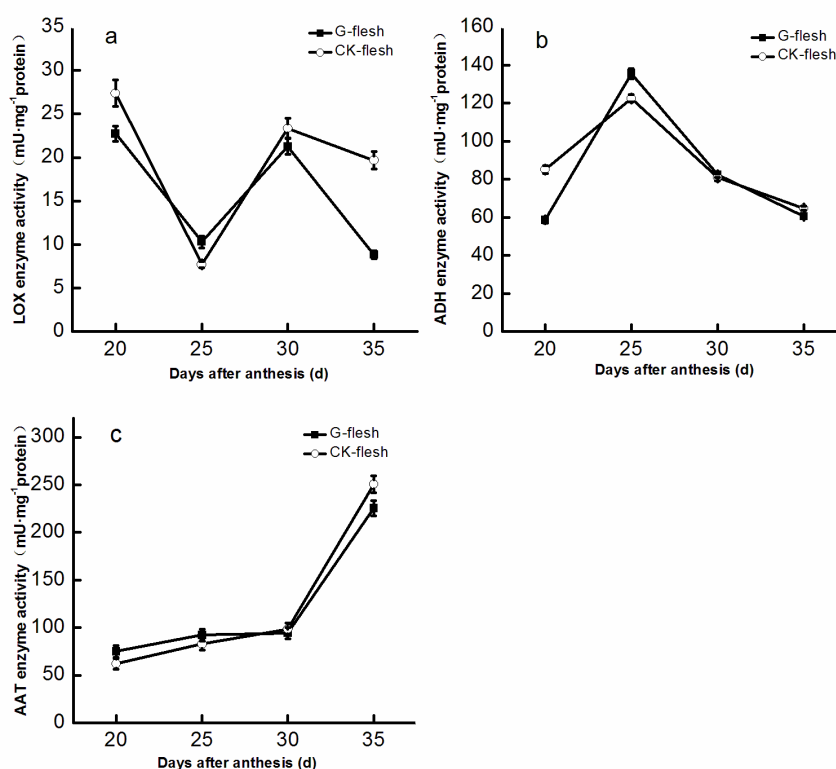 a
G-flesh
CK-flesh
LOX enzyme activity（mU·mg⁻¹protein）
35
30
25
20
15
10
5
0
20 25 30 35
Days after anthesis (d)
b
G-flesh
CK-flesh
ADH enzyme activity（mU·mg⁻¹protein）
160
140
120
100
80
60
40
20
0
20 25 30 35
Days after anthesis (d)
c
G-flesh
CK-flesh
AAT enzyme activity（mU·mg⁻¹protein）
300
250
200
150
100
50
0
20 25 30 35
Days after anthesis (d)